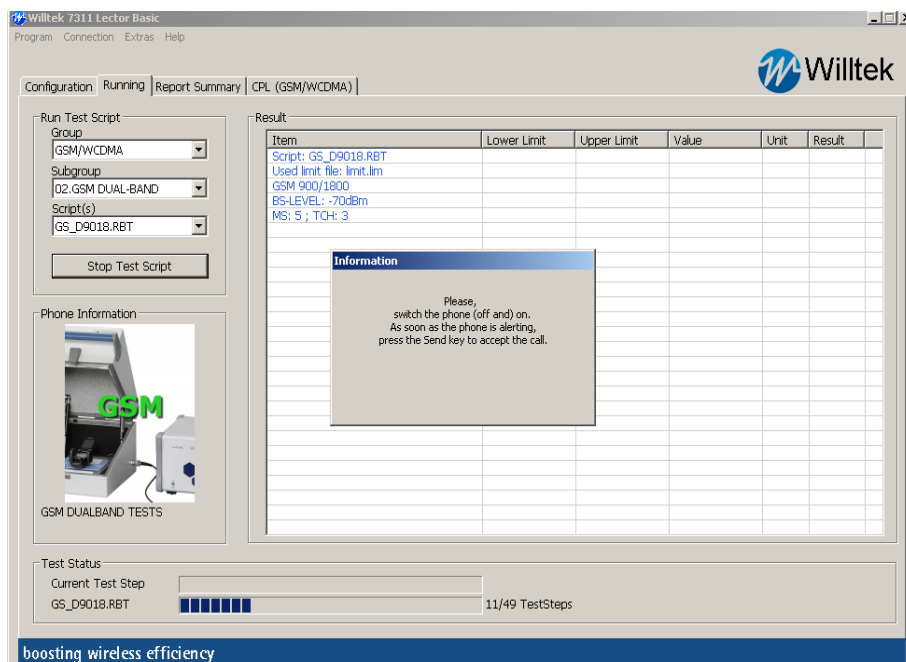 Willtek 7311 Lector Basic
Program Connection Extras Help
Willtek
Configuration Running Report Summary CPL (GSM/WCDMA)
Run Test Script
Group
GSM/WCDMA
Subgroup
02.GSM DUAL-BAND
Script(s)
GS_D9018.RBT
Stop Test Script
Phone Information
GSM
GSM DUALBAND TESTS
Result
Item Lower Limit Upper Limit Value Unit Result
Script: GS_D9018.RBT
Used limit file: limit.lim
GSM 900/1800
BS-LEVEL: -70dBm
MS: 5 ; TCH: 3
Information
Please,
switch the phone (off and) on.
As soon as the phone is alerting,
press the Send key to accept the call.
Test Status
Current Test Step
GS_D9018.RBT 11/49 TestSteps
boosting wireless efficiency